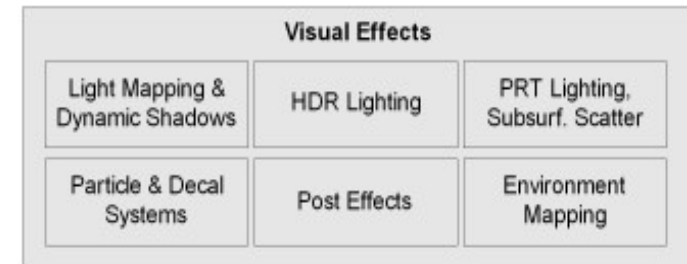 Visual Effects
Light Mapping &
Dynamic Shadows
HDR Lighting
PRT Lighting,
Subsurf. Scatter
Particle & Decal
Systems
Post Effects
Environment
Mapping